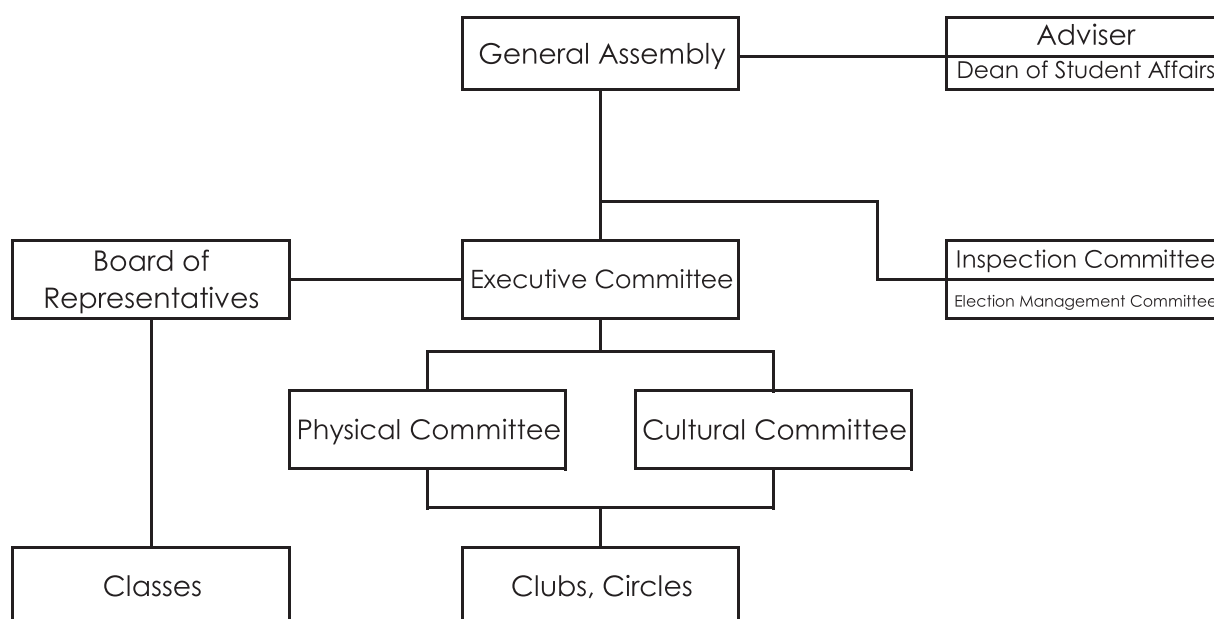 General Assembly
Adviser
Dean of Student Affairs
Board of
Representatives
Executive Committee
Inspection Committee
Election Management Committee
Physical Committee
Cultural Committee
Classes
Clubs, Circles